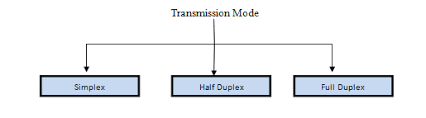 Transmission Mode
Simplex
Half Duplex
Full Duplex